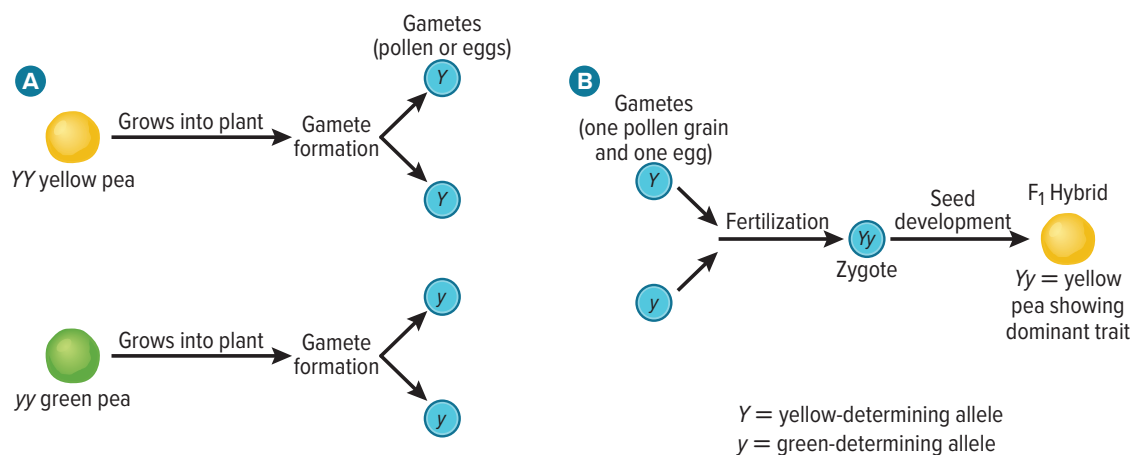 A
Gametes
(pollen or eggs)
Y
Grows into plant
Gamete
formation
YY yellow pea
Y
y
Grows into plant
Gamete
formation
yy green pea
y
B
Gametes
(one pollen grain
and one egg)
Y
Fertilization
Yy
Zygote
Seed
development
F₁ Hybrid
y
Yy = yellow
pea showing
dominant trait
Y = yellow-determining allele
y = green-determining allele